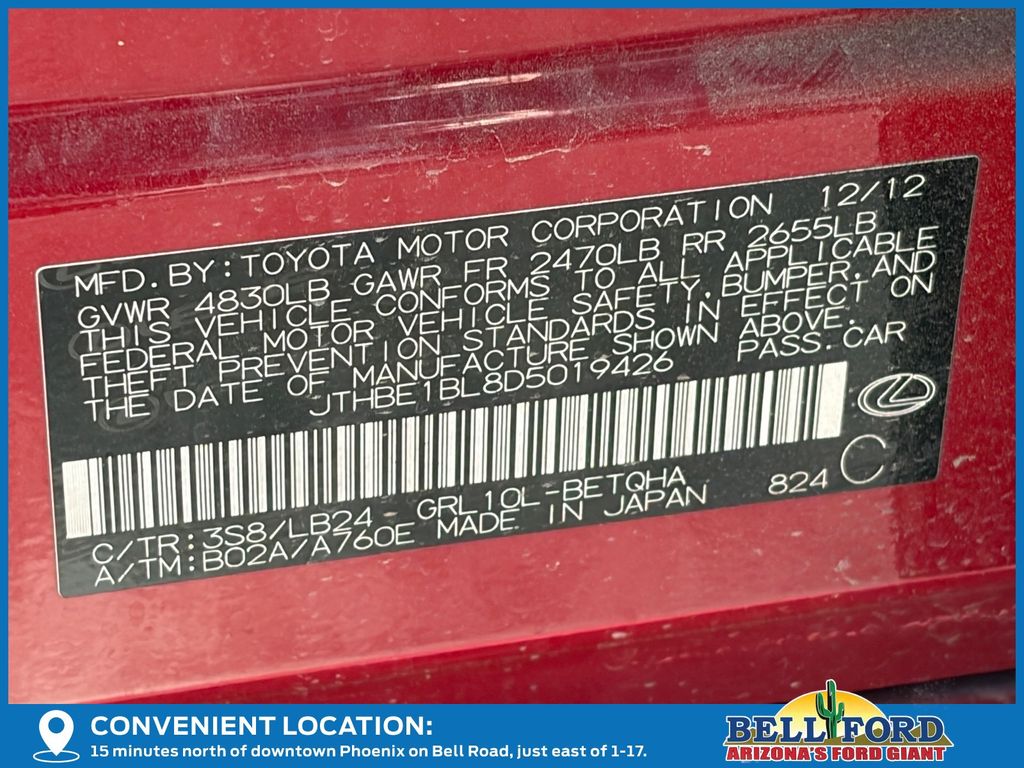 MFD.BY:TOYOTA MOTOR CORPORATION 12/12
GVWR 4830LB GAWR FR 2470LB RR 2655LB
THIS VEHICLE CONFORMS TO ALL APPLICABLE
FEDERAL MOTOR VEHICLE SAFETY,BUMPER,AND
THEFT PREVENTION STANDARDS IN EFFECT ON
THE DATE OF MANUFACTURE SHOWN ABOVE.
JTHBE1BL8D5019426 PASS.CAR
C/TR:3S8/LB24 GRL10L-BETQHA 824 C
A/TM:B02A/A760E MADE IN JAPAN
CONVENIENT LOCATION:
15 minutes north of downtown Phoenix on Bell Road, just east of 1-17.
BELL FORD
ARIZONA'S FORD GIANT